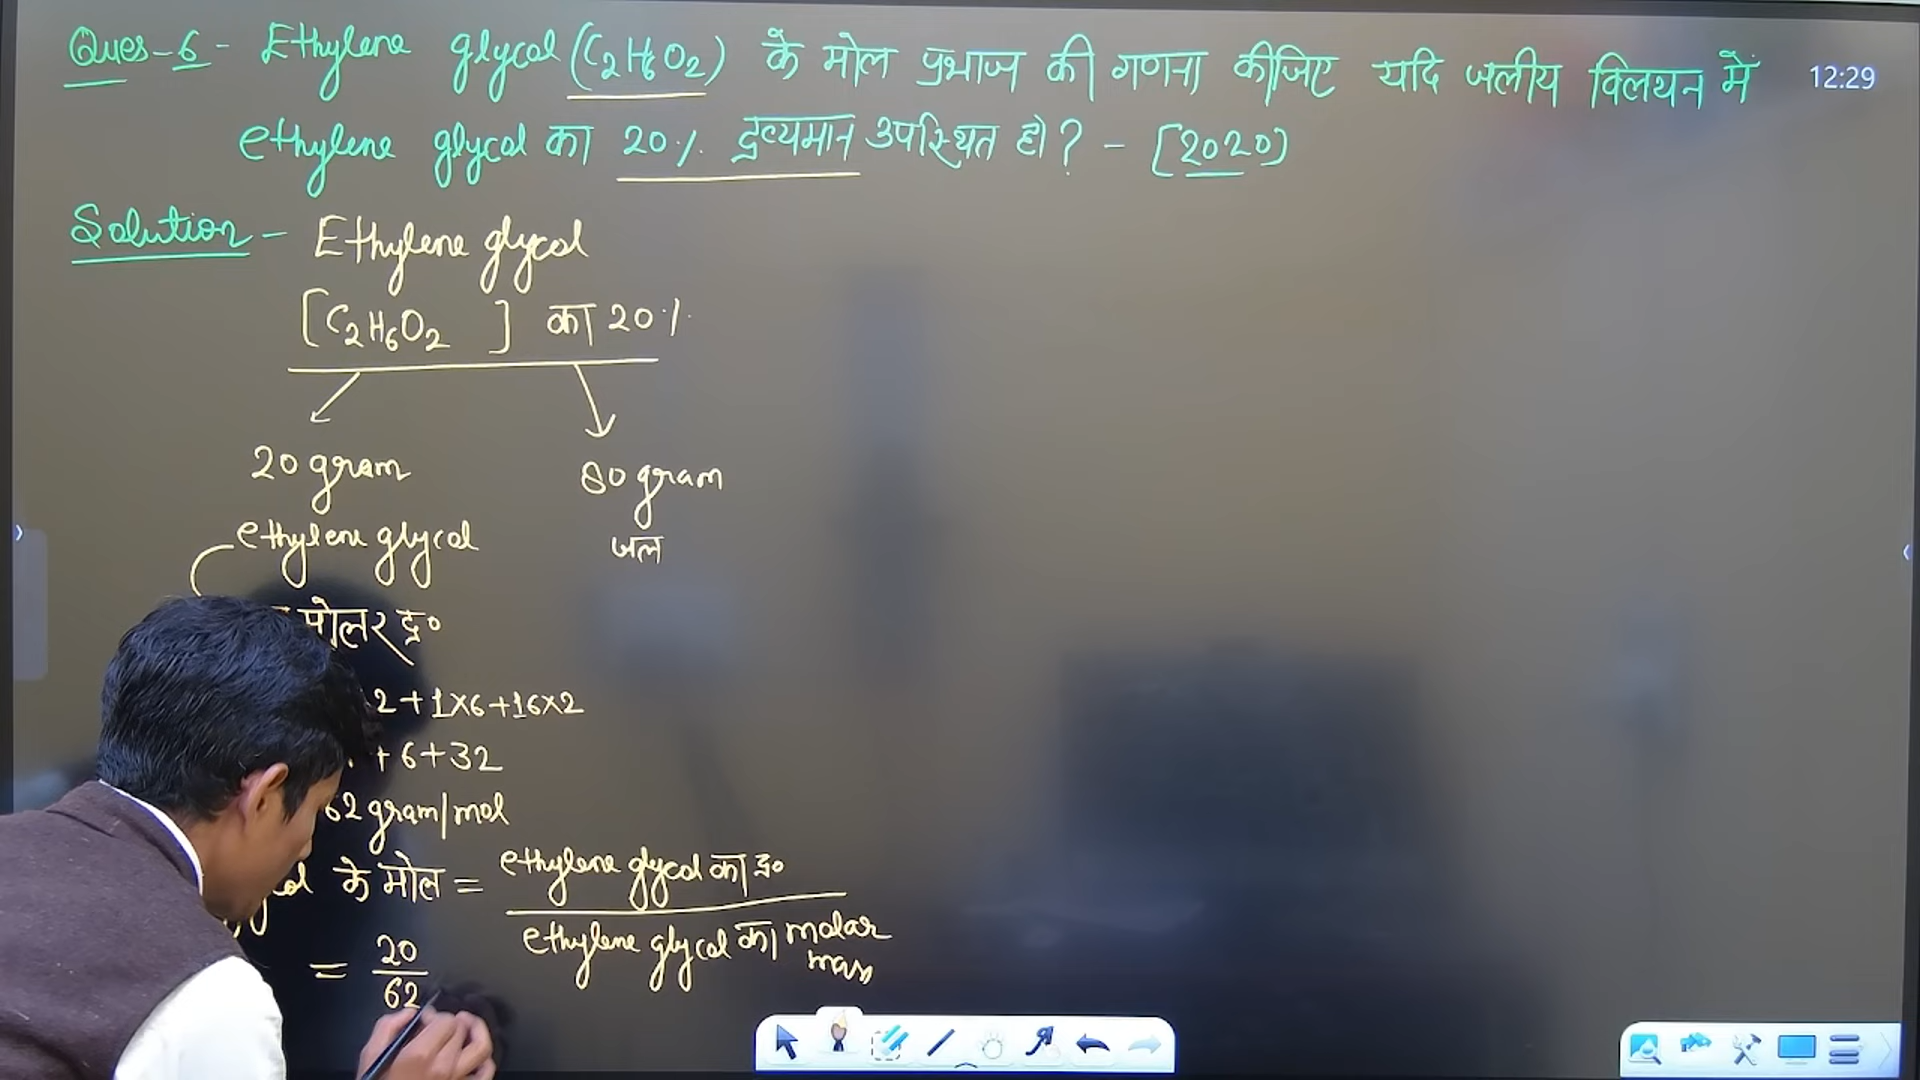 Ques-6- Ethylene glycol (C2H6O2) के मोल प्रभाज की गणना कीजिए यदि जलीय विलयन में
12:29
ethylene glycol का 20% द्रव्यमान उपस्थित हो? - [2020]
Solution - Ethylene glycol
[C2H6O2 ] का 20%
20 gram
80 gram
ethylene glycol
जल
मोलर द्र०
2+1×6+16×2
+6+32
62 gram/mol
के मोल = ethylene glycol का द्र०
ethylene glycol का molar mass
= 20
62